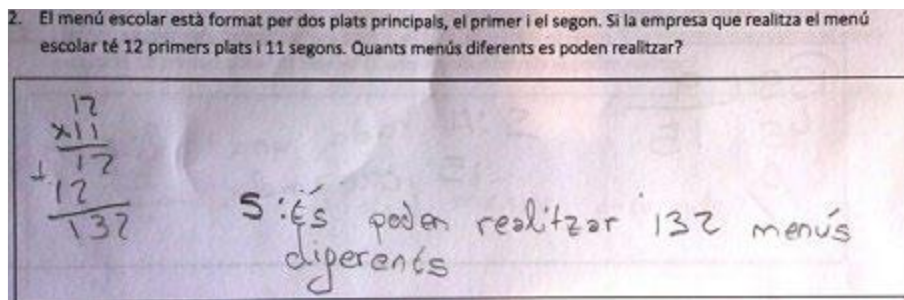 2. El menú escolar està format per dos plats principals, el primer i el segon. Si la empresa que realitza el menú
escolar té 12 primers plats i 11 segons. Quants menús diferents es poden realitzar?
12
x11
12
+12
132
S: És poden realitzar 132 menús
diferents